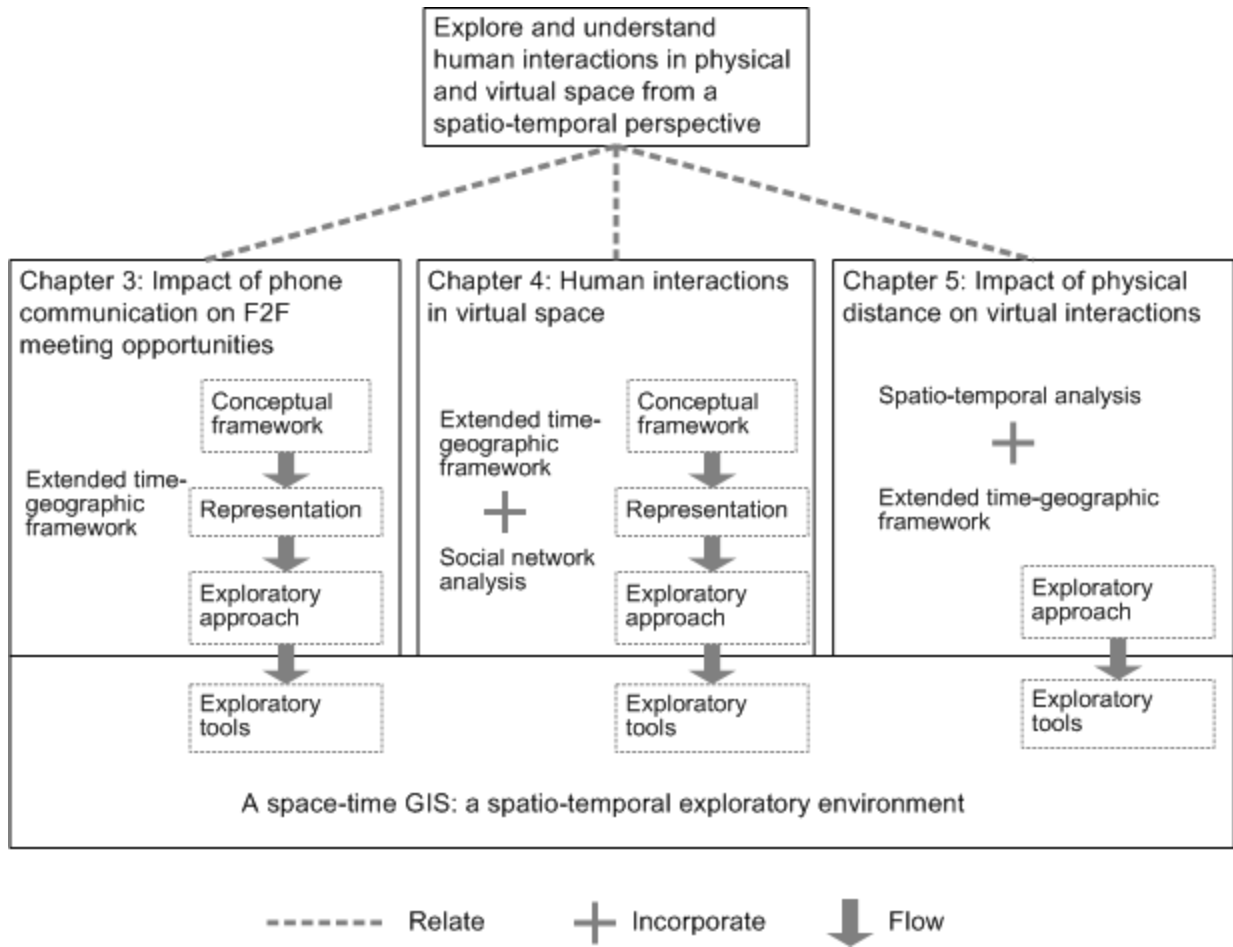 Explore and understand
human interactions in physical
and virtual space from a
spatio-temporal perspective
Chapter 3: Impact of phone
communication on F2F
meeting opportunities
Conceptual
framework
Extended time-
geographic
framework
Representation
Exploratory
approach
Exploratory
tools
Chapter 4: Human interactions
in virtual space
Extended time-
geographic
framework
Social network
analysis
Conceptual
framework
Representation
Exploratory
approach
Exploratory
tools
Chapter 5: Impact of physical
distance on virtual interactions
Spatio-temporal analysis
Extended time-geographic
framework
Exploratory
approach
Exploratory
tools
A space-time GIS: a spatio-temporal exploratory environment
Relate
Incorporate
Flow